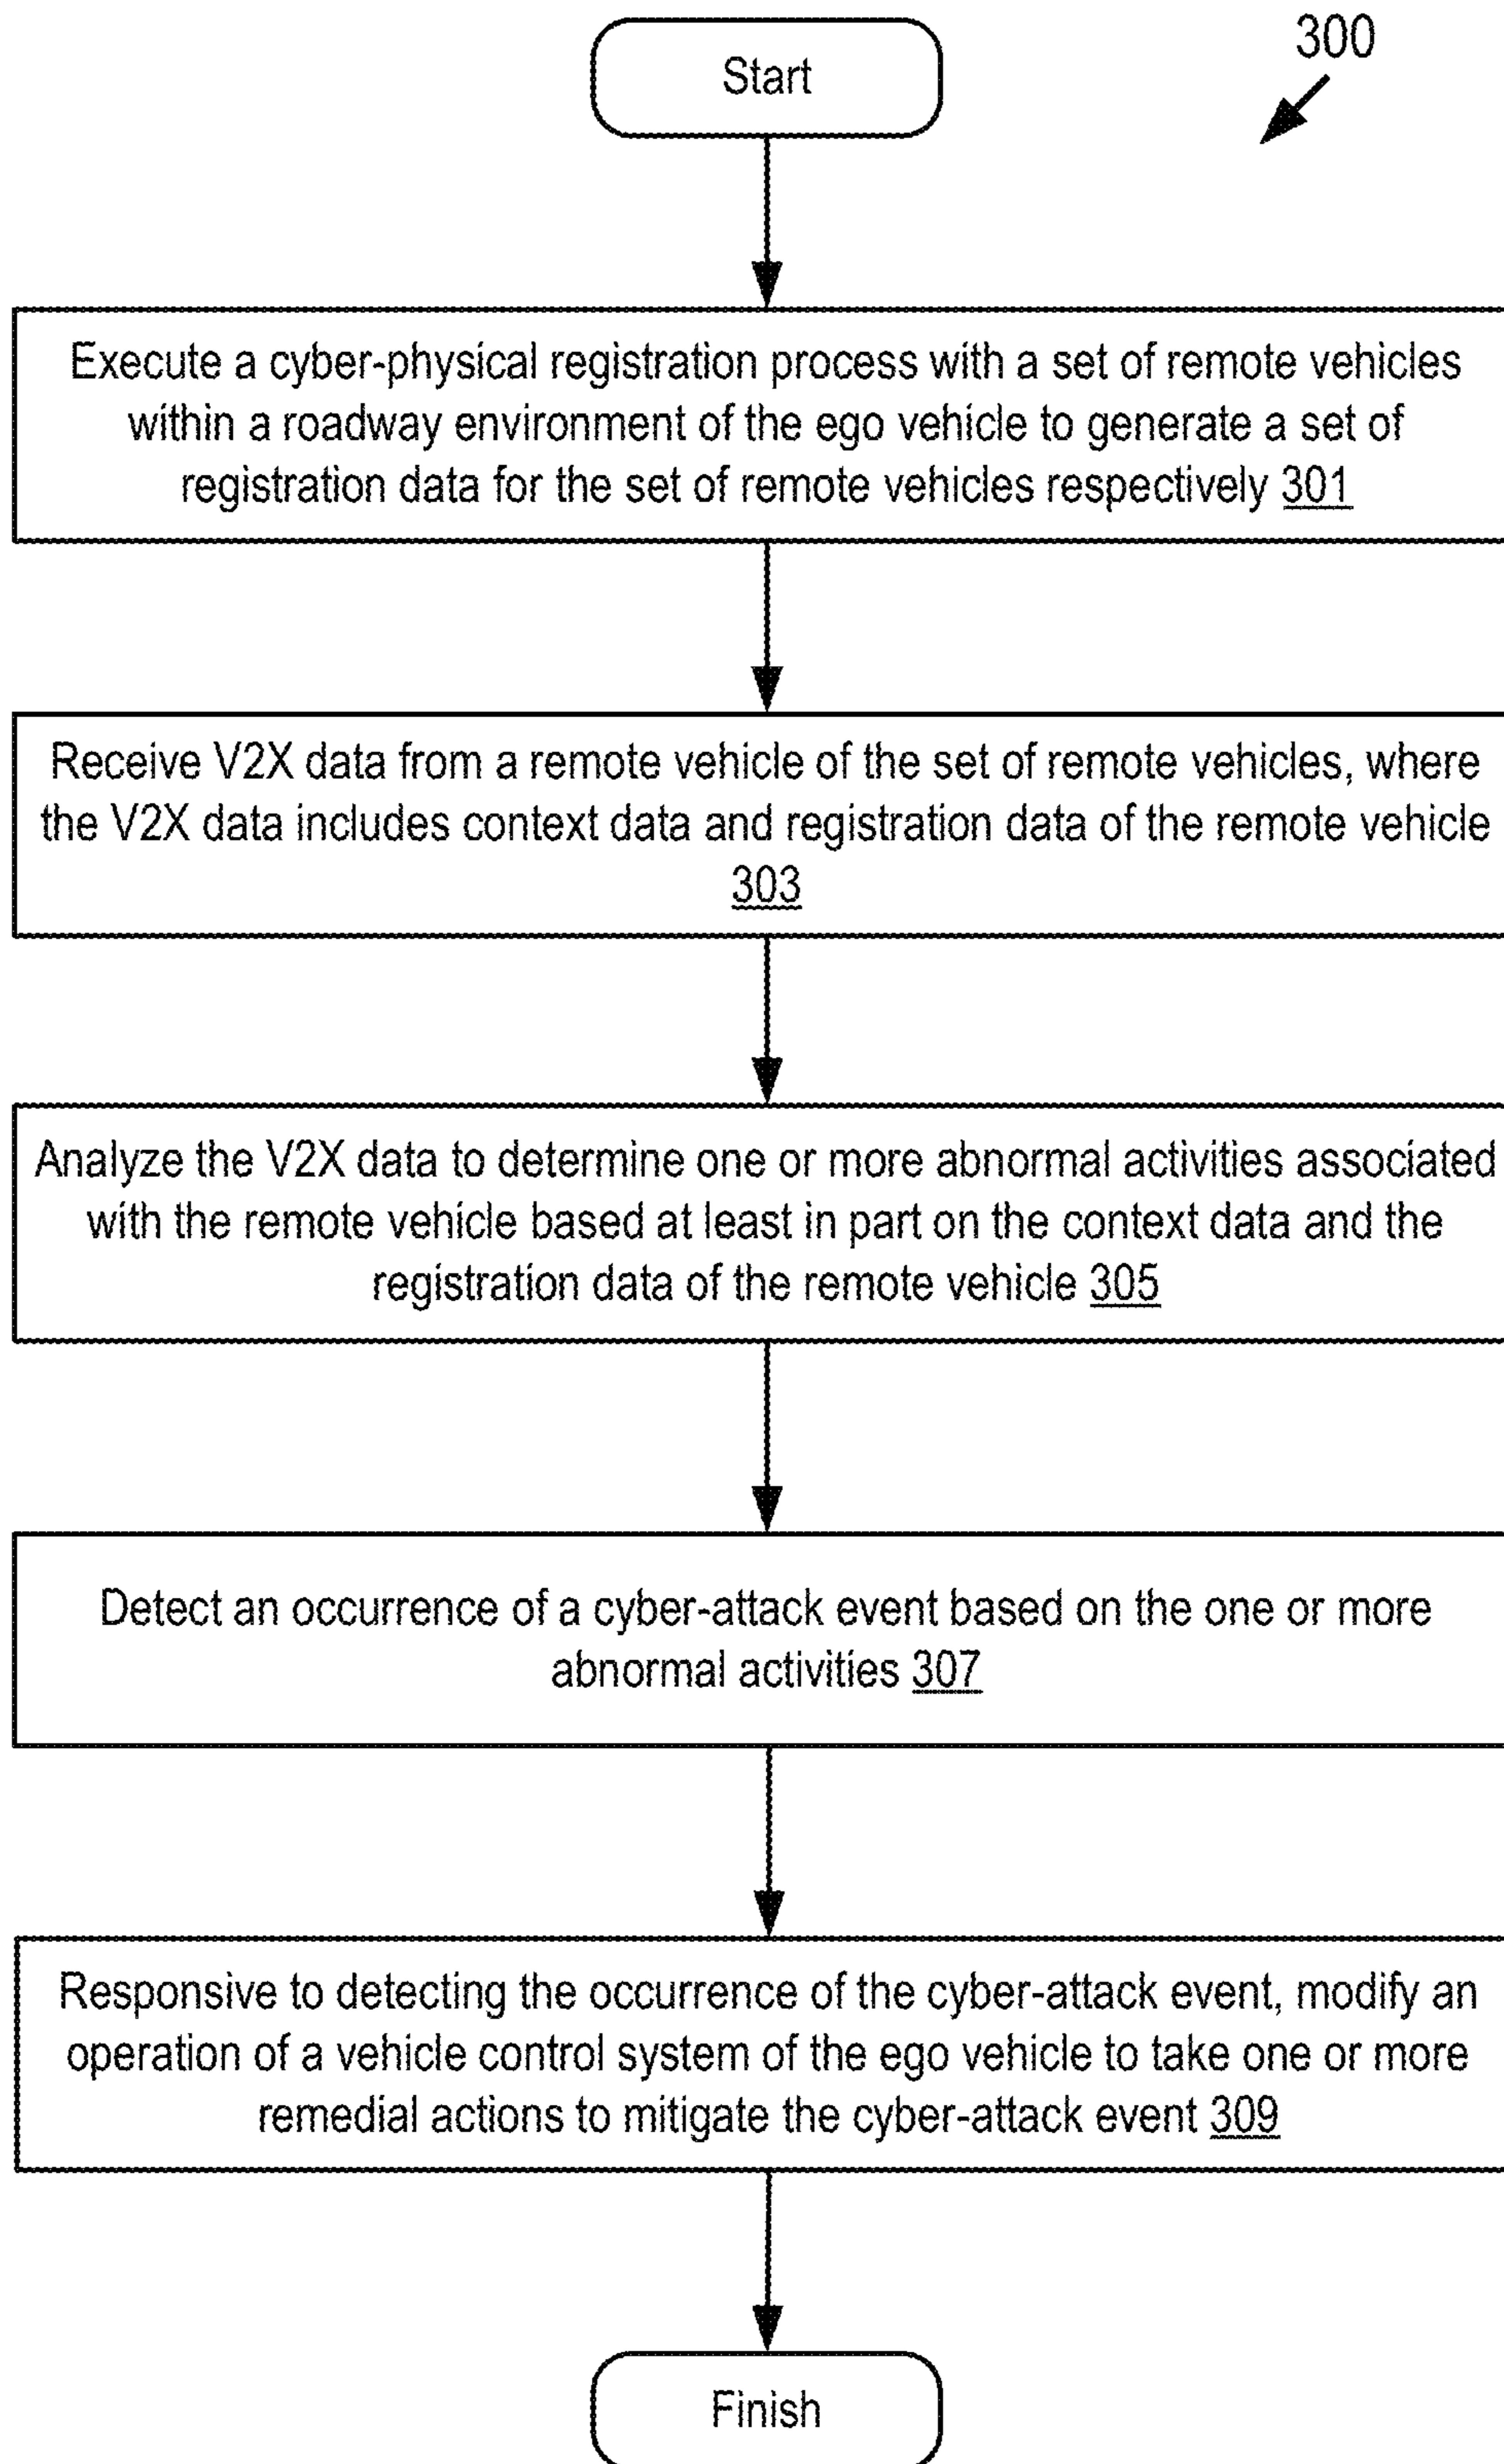 Start
300
Execute a cyber-physical registration process with a set of remote vehicles
within a roadway environment of the ego vehicle to generate a set of
registration data for the set of remote vehicles respectively 301
Receive V2X data from a remote vehicle of the set of remote vehicles, where
the V2X data includes context data and registration data of the remote vehicle
303
Analyze the V2X data to determine one or more abnormal activities associated
with the remote vehicle based at least in part on the context data and the
registration data of the remote vehicle 305
Detect an occurrence of a cyber-attack event based on the one or more
abnormal activities 307
Responsive to detecting the occurrence of the cyber-attack event, modify an
operation of a vehicle control system of the ego vehicle to take one or more
remedial actions to mitigate the cyber-attack event 309
Finish